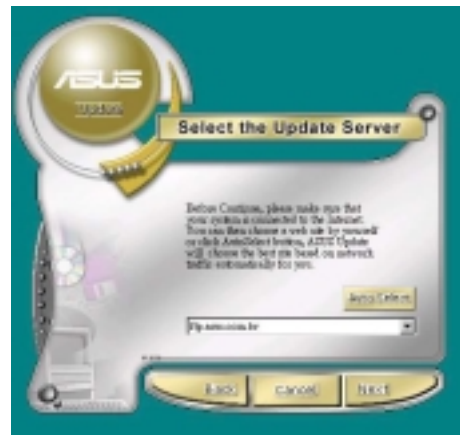 ASUS
Update
Select the Update Server
Before Continue, please make sure that
your system is connected to the Internet.
You can then choose a web site by yourself
or click AutoSelect button, ASUS Update
will choose the best site based on network
traffic automatically for you.
Auto Select
Back
Cancel
Next